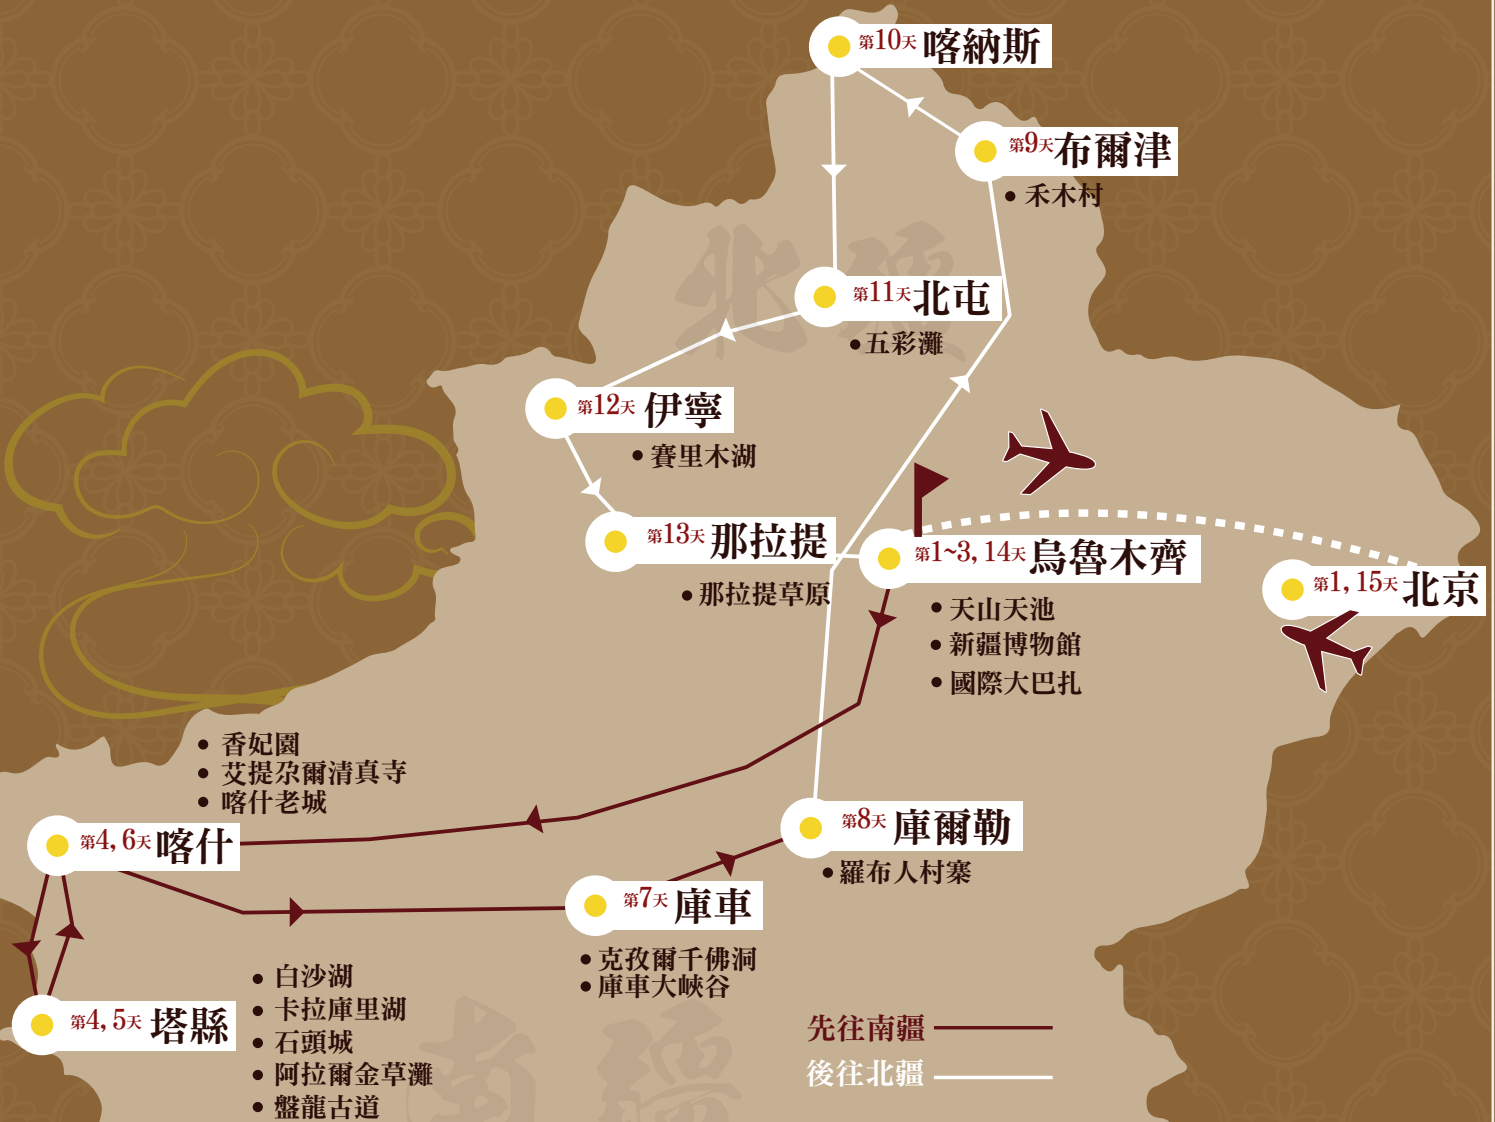 第10天 喀納斯
第9天布爾津
禾木村
北疆
第11天北屯
五彩灘
第12天 伊寧
賽里木湖
第13天 那拉提
那拉提草原
第1~3, 14天烏魯木齊
天山天池
新疆博物館
國際大巴扎
第1, 15天北京
香妃園
艾提尕爾清真寺
喀什老城
第4, 6天喀什
第8天 庫爾勒
羅布人村寨
第7天 庫車
克孜爾千佛洞
庫車大峽谷
第4, 5天 塔縣
白沙湖
卡拉庫里湖
石頭城
阿拉爾金草灘
盤龍古道
南疆
先往南疆
後往北疆